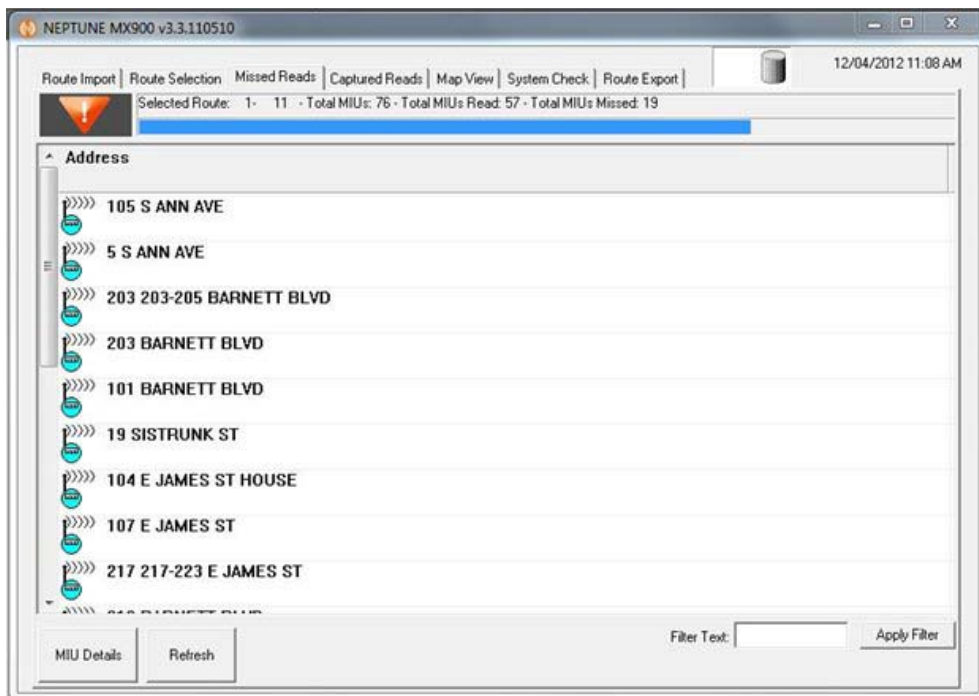 NEPTUNE MX900 v3.3.110510
12/04/2012 11:08 AM
Route Import Route Selection Missed Reads Captured Reads Map View System Check Route Export
Selected Route: 1- 11 - Total MIUs: 76 - Total MIUs Read: 57 - Total MIUs Missed: 19
Address
105 S ANN AVE
5 S ANN AVE
203 203-205 BARNETT BLVD
203 BARNETT BLVD
101 BARNETT BLVD
19 SISTRUNK ST
104 E JAMES ST HOUSE
107 E JAMES ST
217 217-223 E JAMES ST
MIU Details Refresh Filter Text: Apply Filter